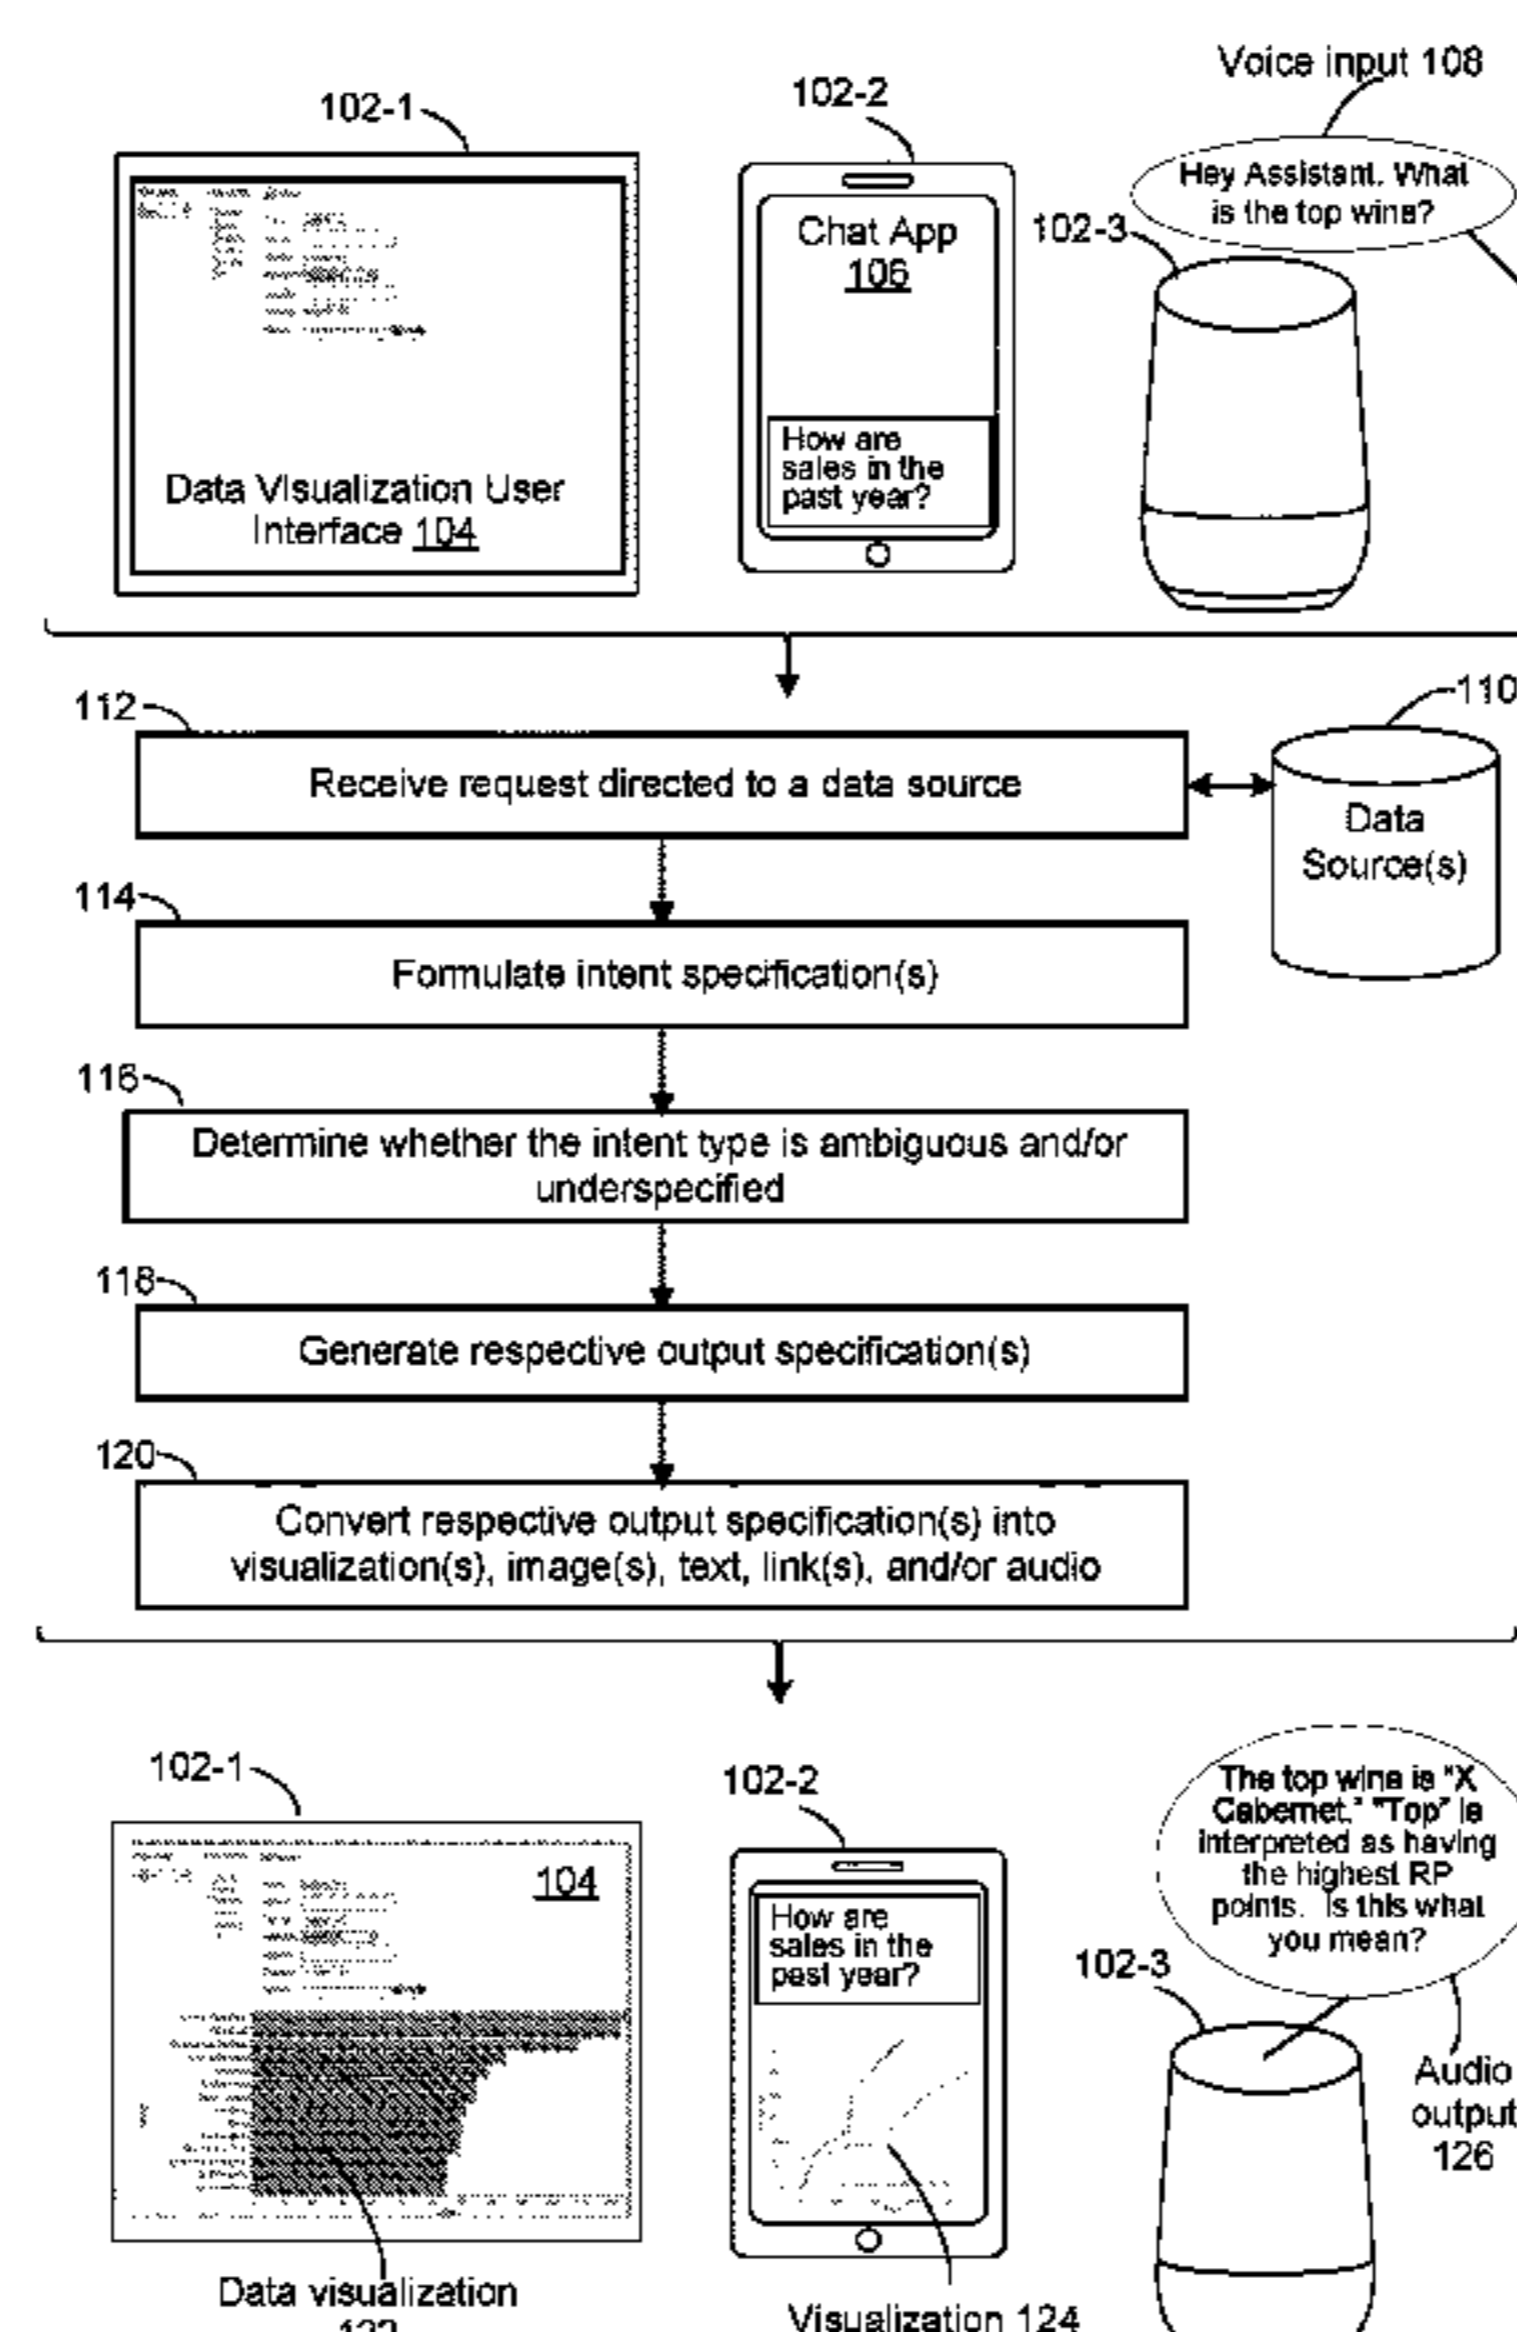 Voice input 108
102-1
102-2
Hey Assistant. What
is the top wine?
102-3
Chat App
106
How are
sales in the
past year?
Data Visualization User
Interface 104
112
Receive request directed to a data source
110
Data
Source(s)
114
Formulate intent specification(s)
116
Determine whether the intent type is ambiguous and/or
underspecified
118
Generate respective output specification(s)
120
Convert respective output specification(s) into
visualization(s), image(s), text, link(s), and/or audio
102-1
104
102-2
How are
sales in the
past year?
The top wine is "X
Cabernet." "Top" is
interpreted as having
the highest RP
points. Is this what
you mean?
102-3
Audio
output
126
Data visualization
Visualization 124